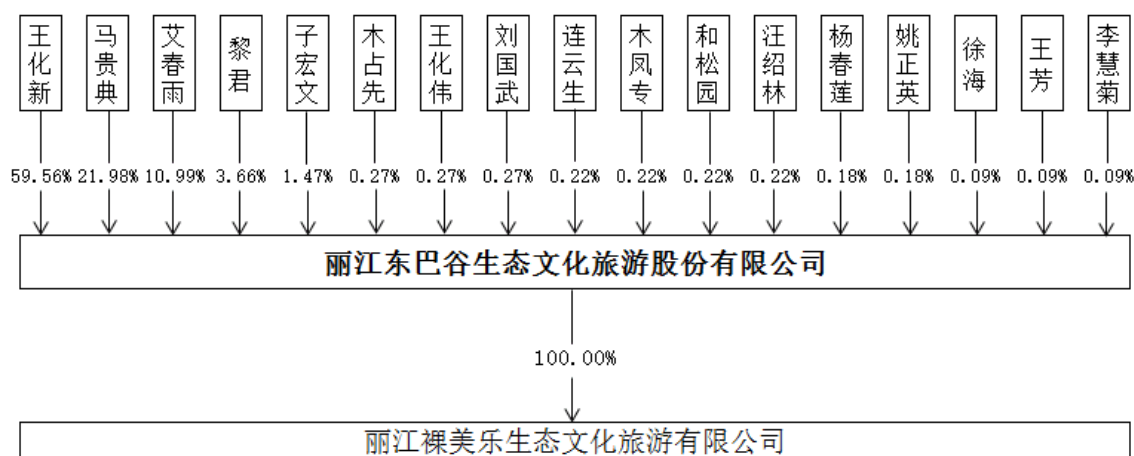 王化新
马贵典
艾春雨
黎君
子宏文
木占先
王化伟
刘国武
连云生
木凤专
和松园
汪绍林
杨春莲
姚正英
徐海
王芳
李慧菊
59.56% 21.98% 10.99% 3.66% 1.47% 0.27% 0.27% 0.27% 0.22% 0.22% 0.22% 0.22% 0.18% 0.18% 0.09% 0.09% 0.09%
丽江东巴谷生态文化旅游股份有限公司
100.00%
丽江裸美乐生态文化旅游有限公司